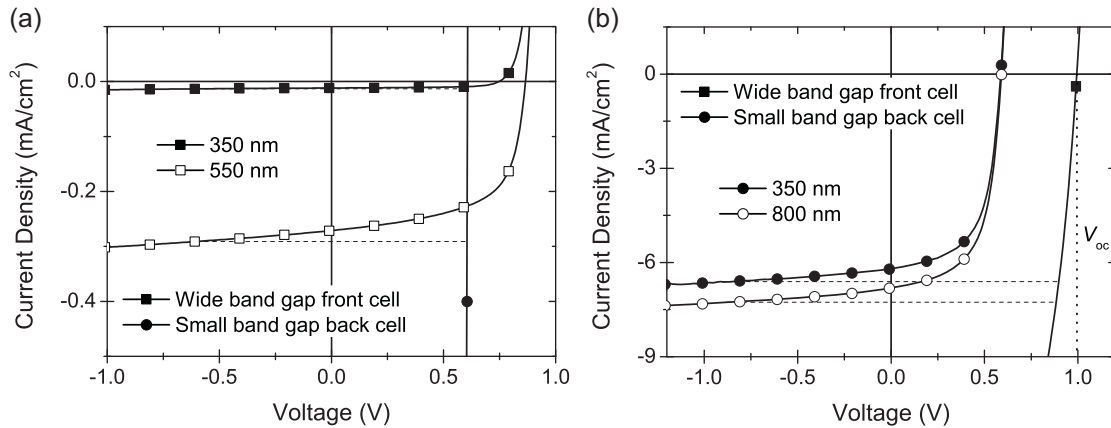 (a)
0.0
-0.2
-0.4
Current Density (mA/cm²)
350 nm
550 nm
Wide band gap front cell
Small band gap back cell
-1.0
-0.5
0.0
0.5
1.0
Voltage (V)
(b)
0
-3
-6
-9
Current Density (mA/cm²)
Wide band gap front cell
Small band gap back cell
350 nm
800 nm
Voc
-1.0
-0.5
0.0
0.5
1.0
Voltage (V)